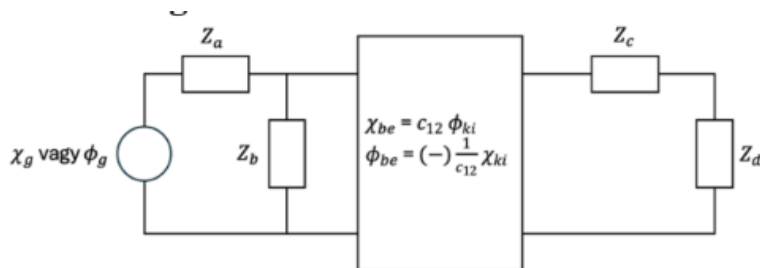 Z_a
Z_c
χ_g vagy ϕ_g
Z_b
χ_be = c_12 ϕ_ki
ϕ_be = (−) 1/c_12 χ_ki
Z_d